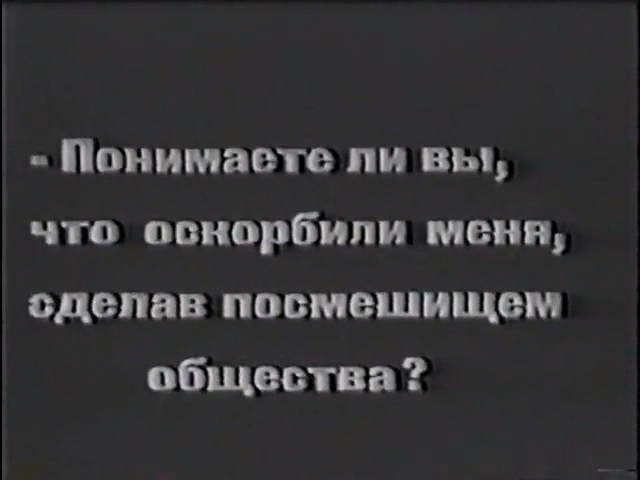 - Понимаете ли вы,
что оскорбили меня,
сделав посмешищем
общества?